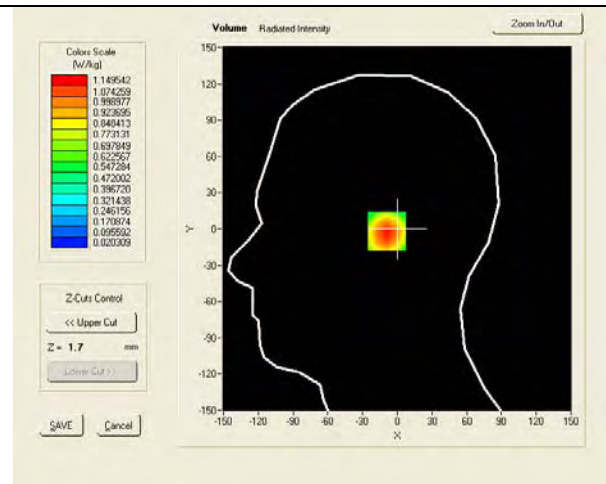 Volume Radiated Intensity
Zoom In/Out
Colors Scale
(W/kg)
1.149542
1.074259
0.998977
0.923695
0.848413
0.773131
0.697849
0.622567
0.547284
0.472002
0.396720
0.321438
0.246156
0.170874
0.095592
0.020309
150
120
90
60
30
0
-30
-60
-90
-120
-150
Y
-150 -120 -90 -60 -30 0 30 60 90 120 150
X
Z-Cuts Control
<< Upper Cut
Z = 1.7 mm
Lower Cut >>
SAVE Cancel